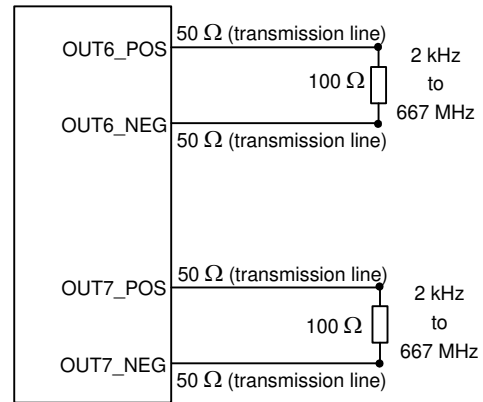 50 Ω (transmission line)
OUT6_POS
2 kHz
100 Ω
to
667 MHz
OUT6_NEG
50 Ω (transmission line)
50 Ω (transmission line)
OUT7_POS
2 kHz
100 Ω
to
667 MHz
OUT7_NEG
50 Ω (transmission line)